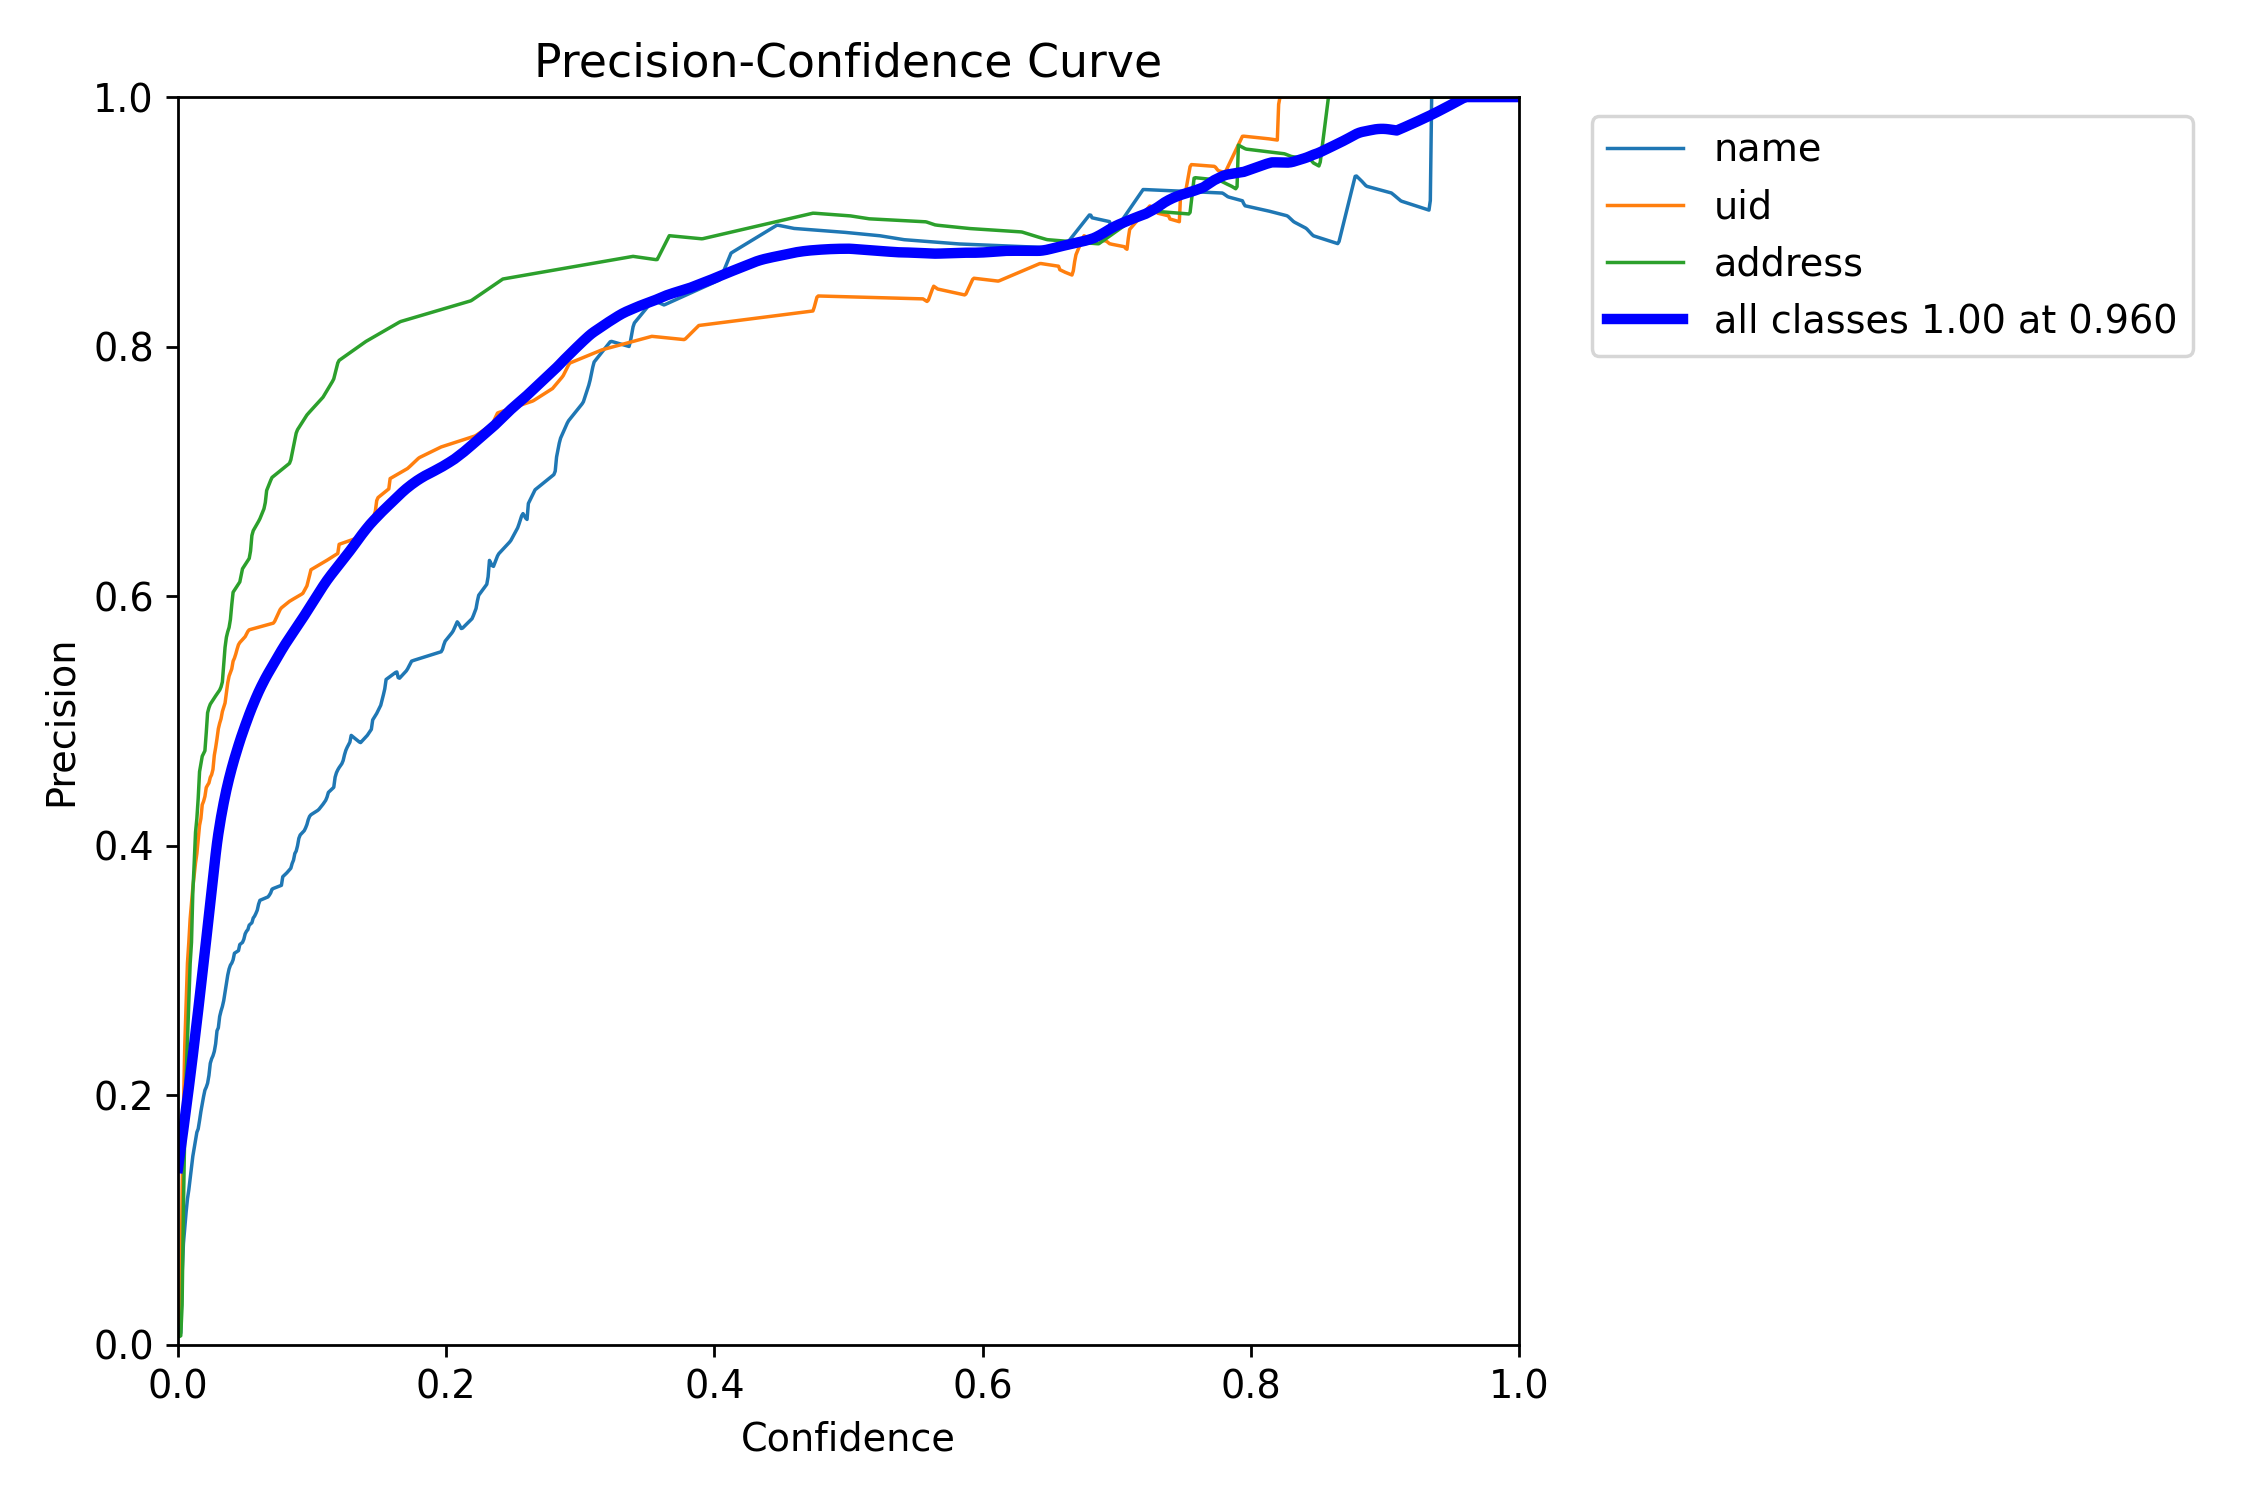 Precision-Confidence Curve
1.0
0.8
0.6
0.4
0.2
0.0
Precision
0.0 0.2 0.4 0.6 0.8 1.0
Confidence
name
uid
address
all classes 1.00 at 0.960